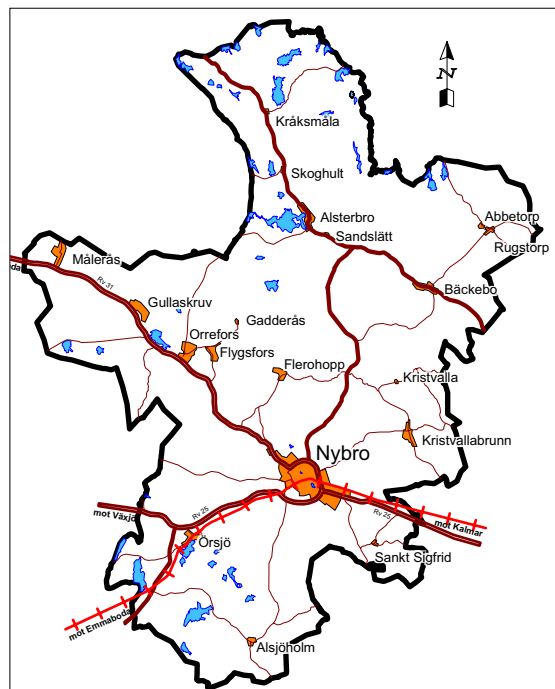 N
Kråksmåla
Skoghult
Alsterbro
Sandslätt
Abbetorp
Rugstorp
Målerås
da
Rv 31
Bäckebo
Gullaskruv
Gadderås
Orrefors
Flygsfors
Flerohopp
Kristvalla
Kristvallabrunn
Nybro
mot Växjö
Rv 25
Rv 25
mot Kalmar
Örsjö
Sankt Sigfrid
mot Emmaboda
Alsjöholm